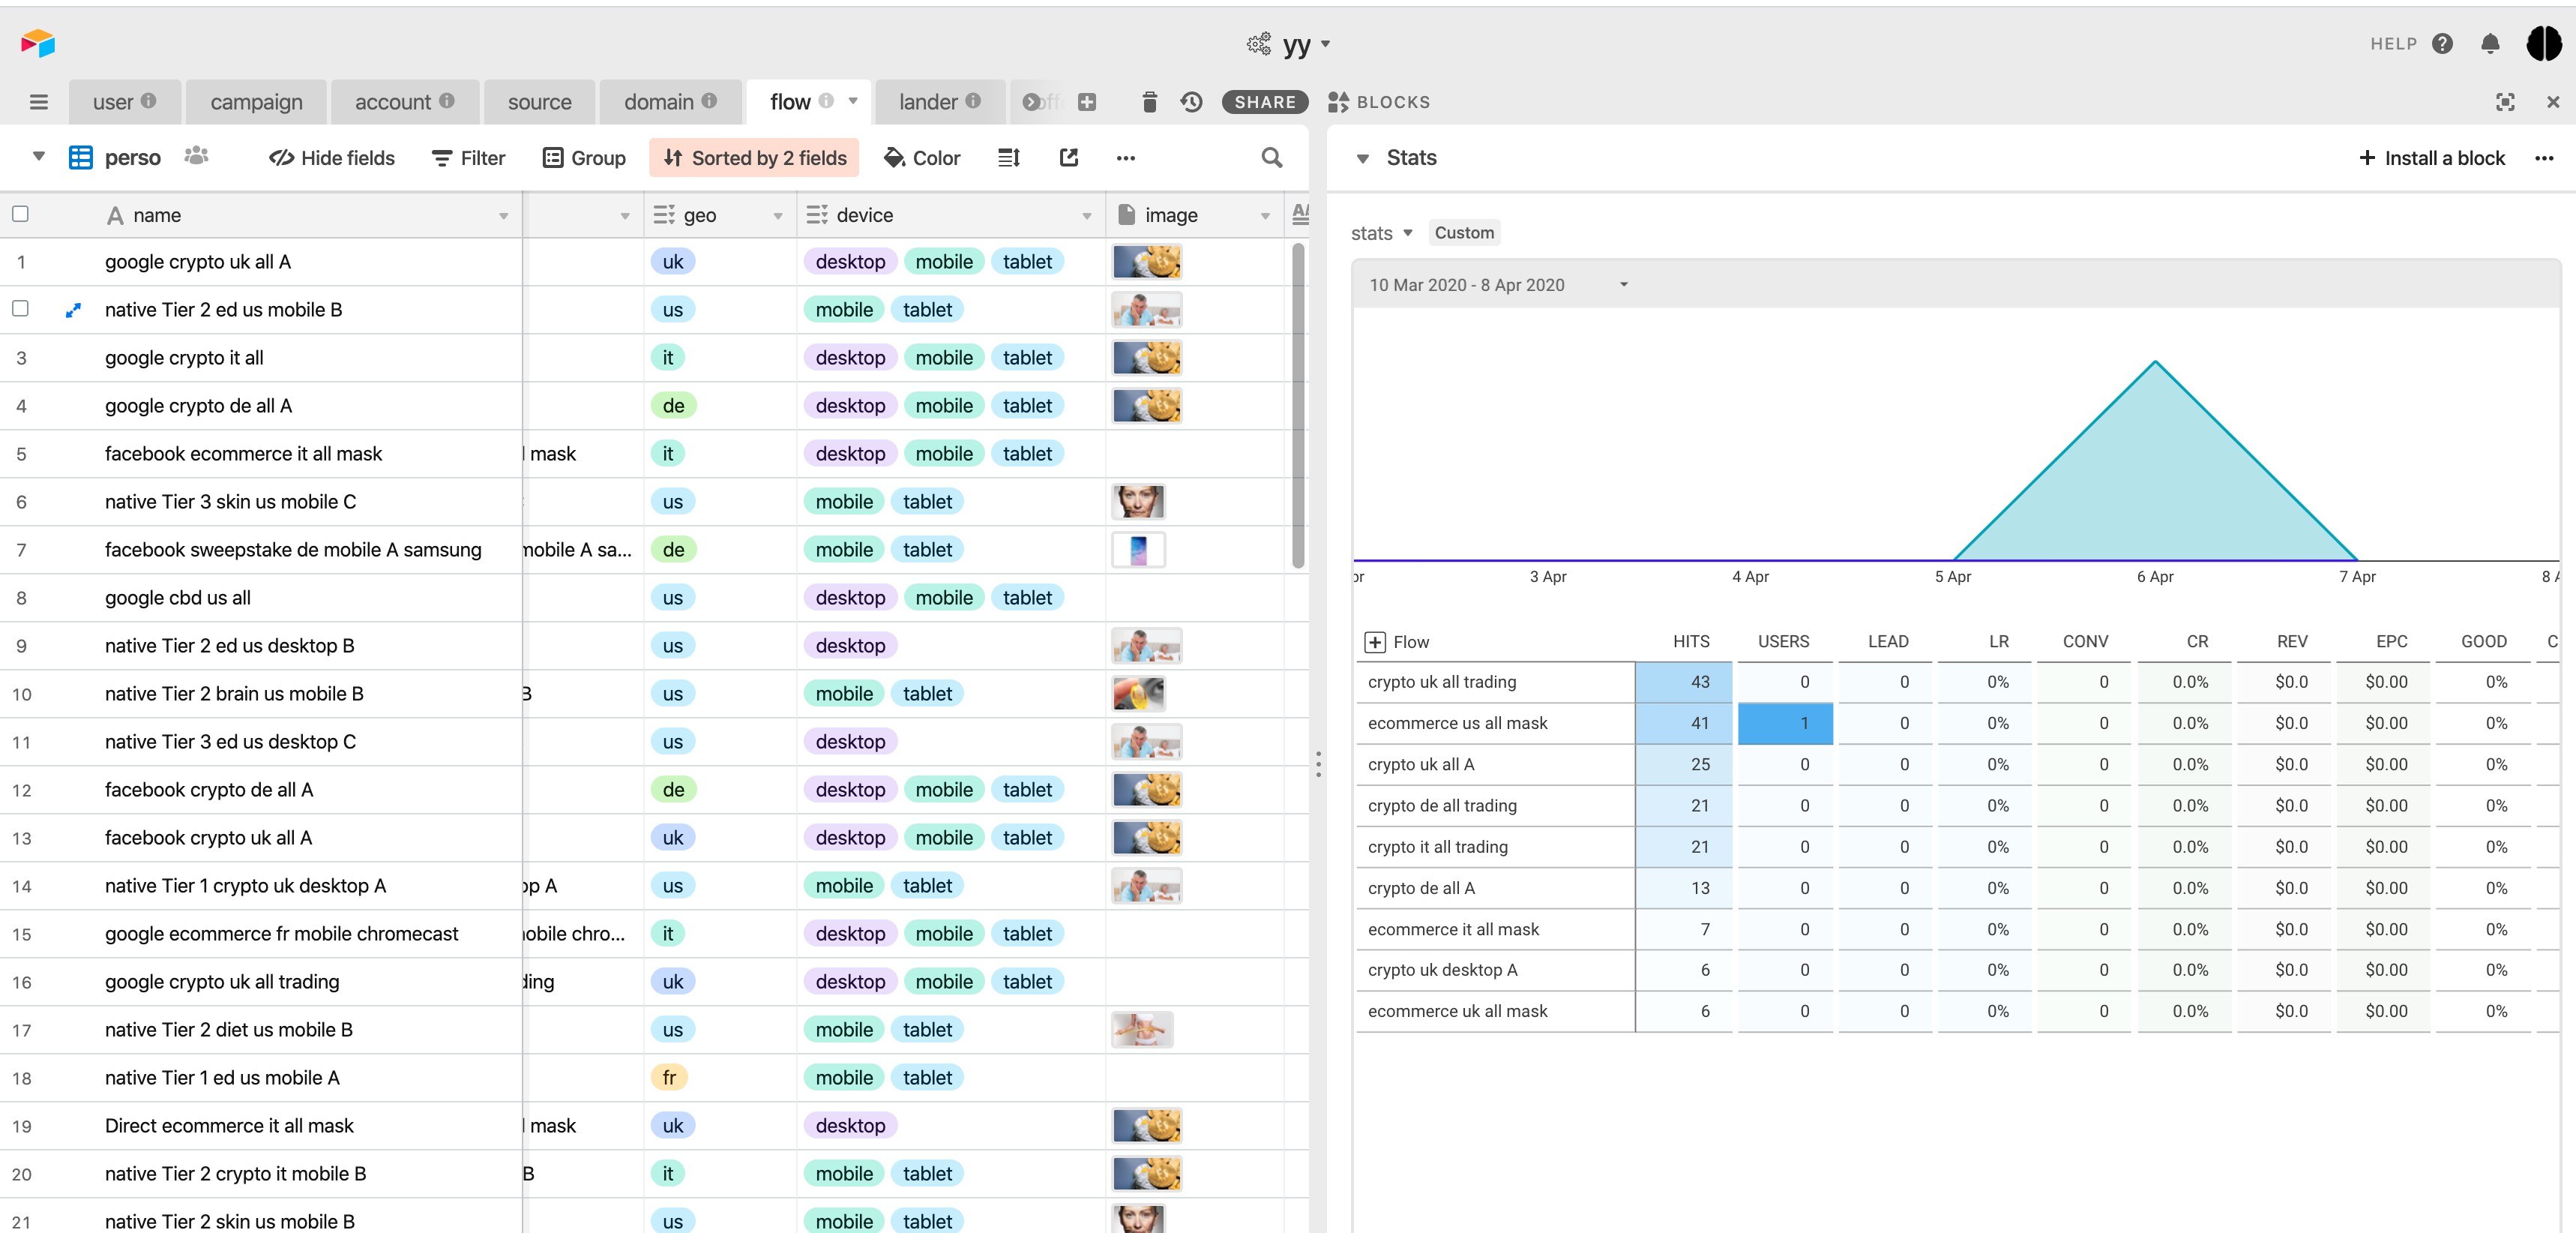 yy
HELP
user
campaign
account
source
domain
flow
lander
off
SHARE
BLOCKS
perso
Hide fields
Filter
Group
Sorted by 2 fields
Color
Stats
Install a block
name
geo
device
image
stats
Custom
10 Mar 2020 - 8 Apr 2020
1 google crypto uk all A uk desktop mobile tablet
native Tier 2 ed us mobile B us mobile tablet
3 google crypto it all it desktop mobile tablet
4 google crypto de all A de desktop mobile tablet
5 facebook ecommerce it all mask mask it desktop mobile tablet
6 native Tier 3 skin us mobile C us mobile tablet
7 facebook sweepstake de mobile A samsung mobile A sa... de mobile tablet
8 google cbd us all us desktop mobile tablet
9 native Tier 2 ed us desktop B us desktop
10 native Tier 2 brain us mobile B B us mobile tablet
11 native Tier 3 ed us desktop C us desktop
12 facebook crypto de all A de desktop mobile tablet
13 facebook crypto uk all A uk desktop mobile tablet
14 native Tier 1 crypto uk desktop A op A us mobile tablet
15 google ecommerce fr mobile chromecast obile chro... it desktop mobile tablet
16 google crypto uk all trading ding uk desktop mobile tablet
17 native Tier 2 diet us mobile B us mobile tablet
18 native Tier 1 ed us mobile A fr mobile tablet
19 Direct ecommerce it all mask mask uk desktop
20 native Tier 2 crypto it mobile B B it mobile tablet
21 native Tier 2 skin us mobile B us mobile tablet
3 Apr 4 Apr 5 Apr 6 Apr 7 Apr 8 A
Flow HITS USERS LEAD LR CONV CR REV EPC GOOD C
crypto uk all trading 43 0 0 0% 0 0.0% $0.0 $0.00 0%
ecommerce us all mask 41 1 0 0% 0 0.0% $0.0 $0.00 0%
crypto uk all A 25 0 0 0% 0 0.0% $0.0 $0.00 0%
crypto de all trading 21 0 0 0% 0 0.0% $0.0 $0.00 0%
crypto it all trading 21 0 0 0% 0 0.0% $0.0 $0.00 0%
crypto de all A 13 0 0 0% 0 0.0% $0.0 $0.00 0%
ecommerce it all mask 7 0 0 0% 0 0.0% $0.0 $0.00 0%
crypto uk desktop A 6 0 0 0% 0 0.0% $0.0 $0.00 0%
ecommerce uk all mask 6 0 0 0% 0 0.0% $0.0 $0.00 0%